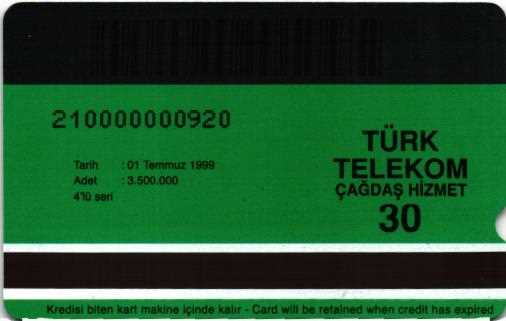 210000000920
Tarih : 01 Temmuz 1999
Adet : 3.500.000
4'lü seri
TÜRK
TELEKOM
ÇAĞDAŞ HİZMET
30
Kredisi biten kart makine içinde kalır - Card will be retained when credit has expired